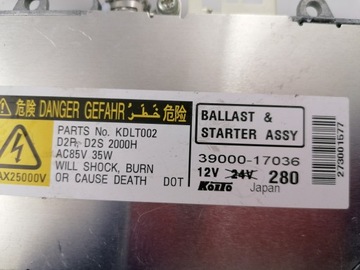 危険 DANGER GEFAHR خطر 危险
PARTS No. KDLT002
D2R, D2S 2000H
AC85V 35W
WILL SHOCK, BURN
OR CAUSE DEATH DOT
AX25000V
BALLAST &
STARTER ASSY
39000-17036
12V 24V 280
Koito Japan
273001577